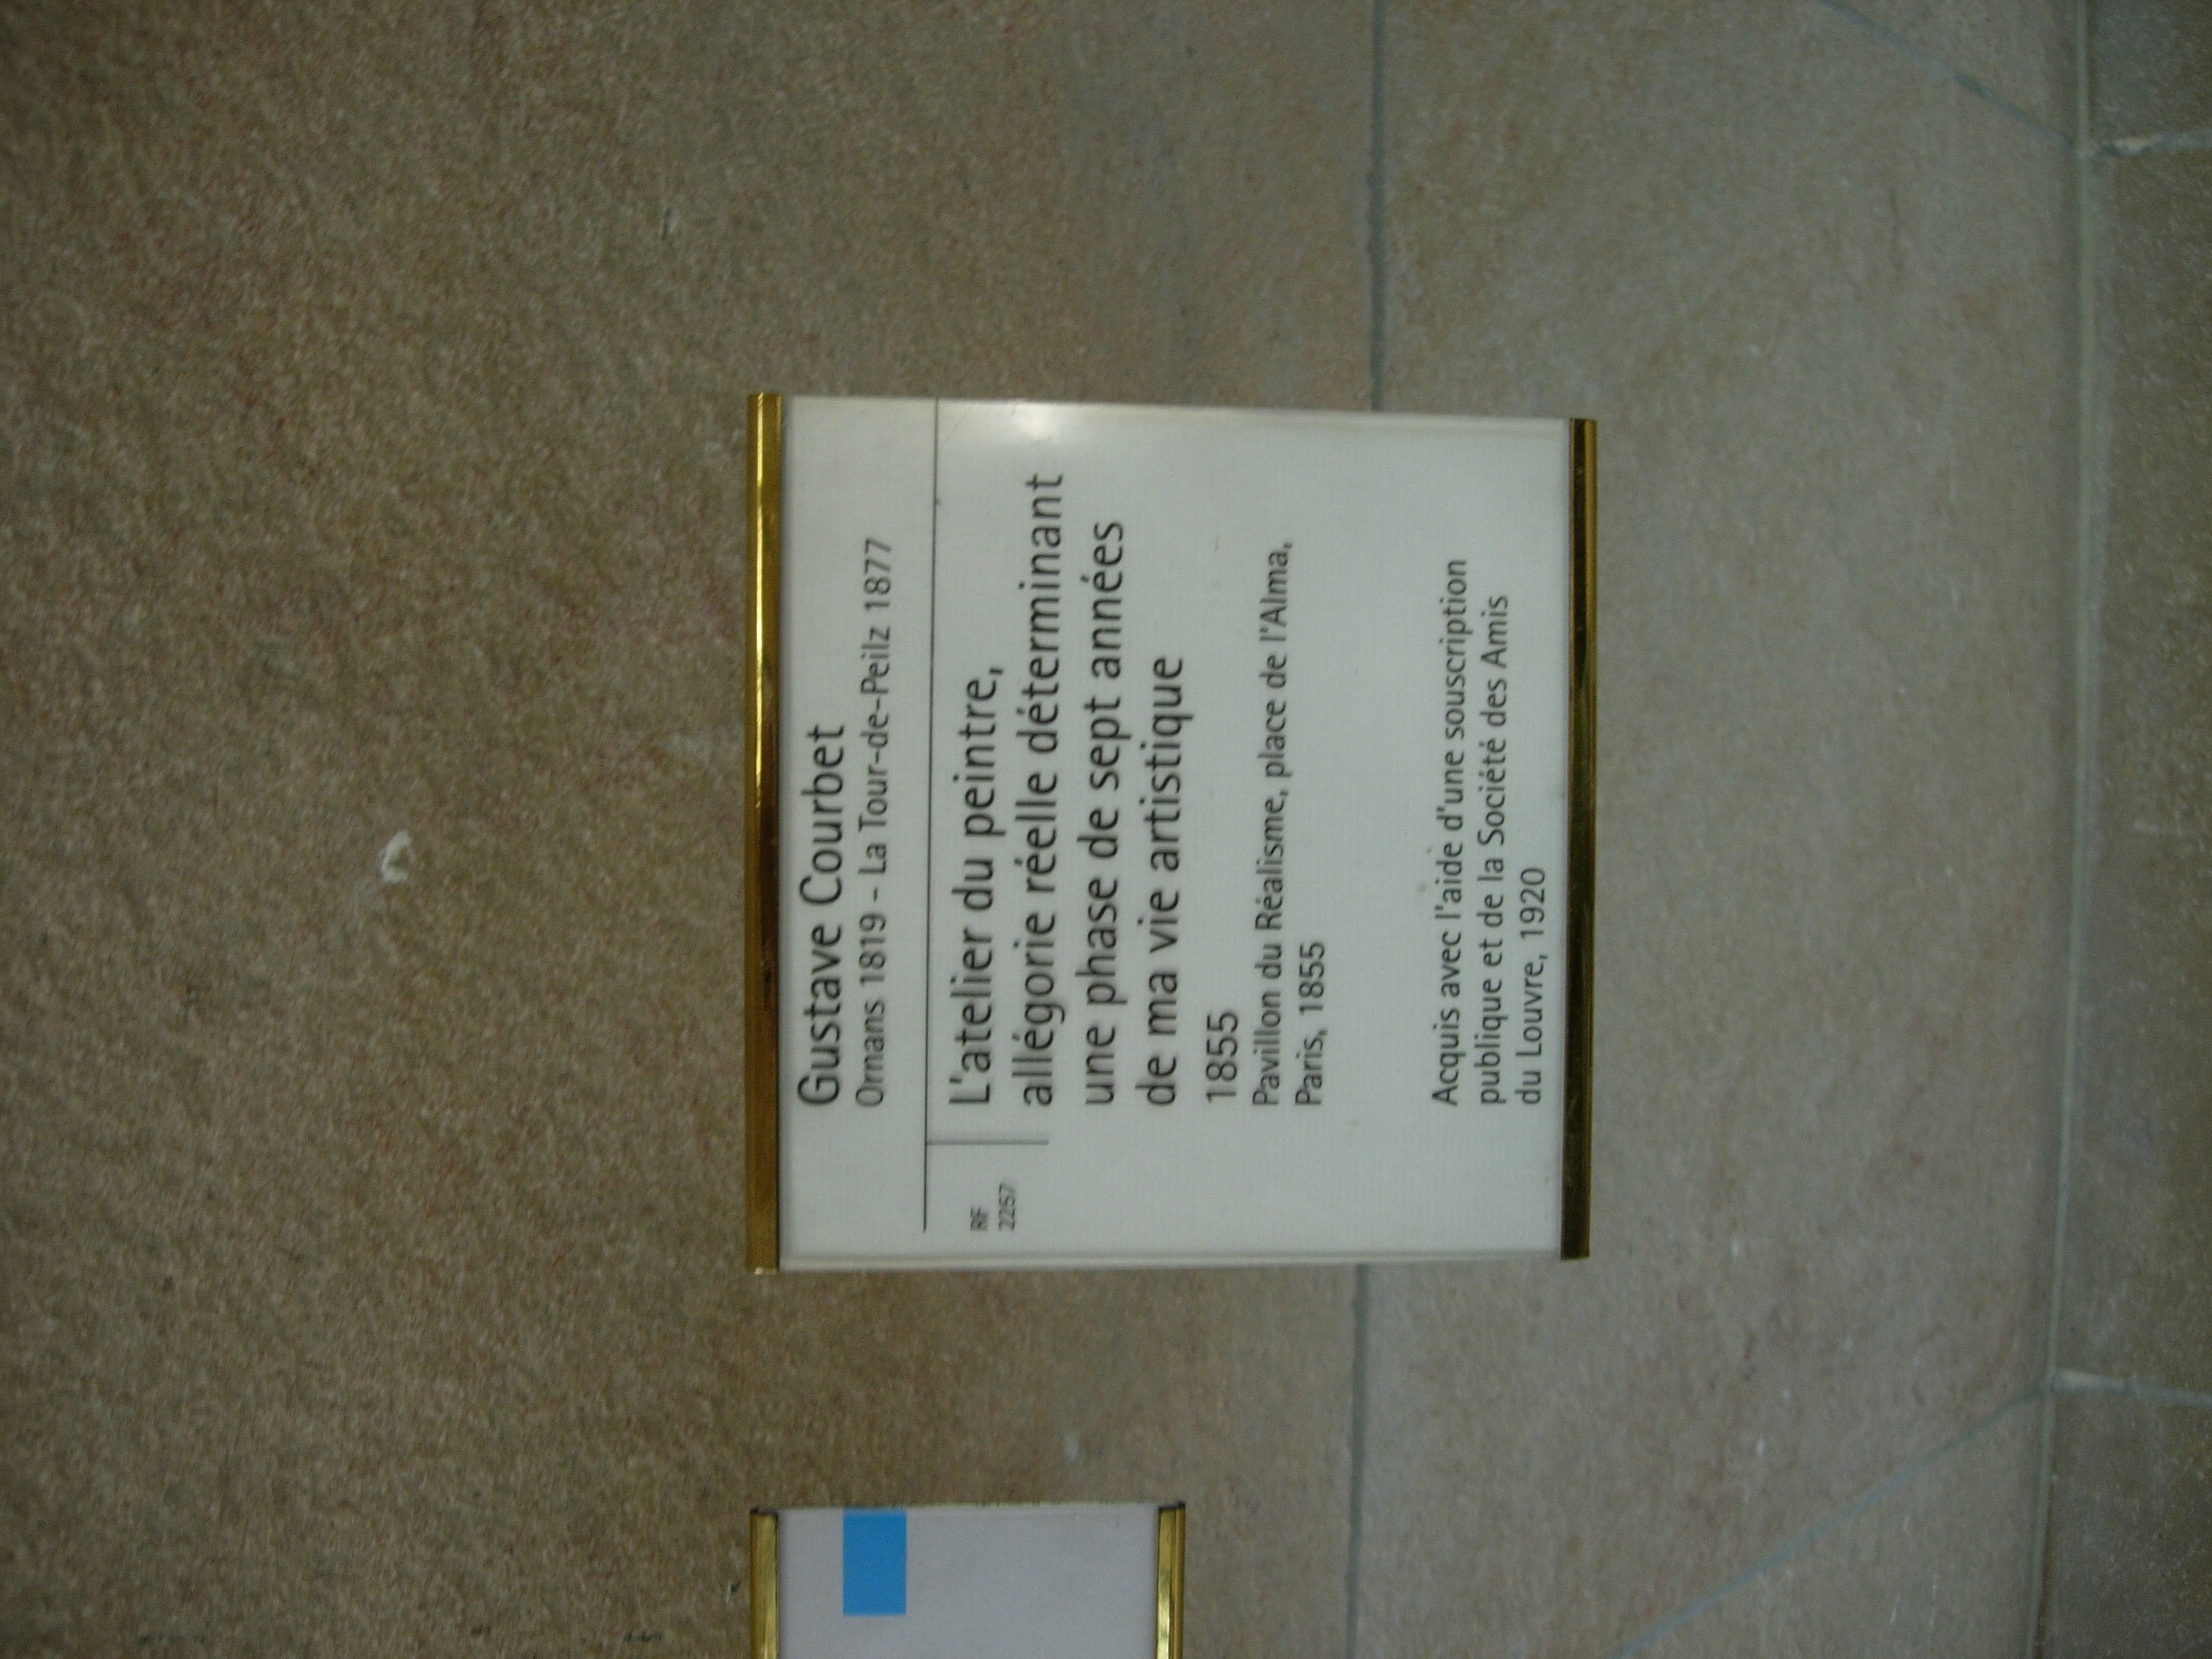 Gustave Courbet
Ornans 1819 - La Tour-de-Peilz 1877
RF
2257
L'atelier du peintre,
allégorie réelle déterminant
une phase de sept années
de ma vie artistique
1855
Pavillon du Réalisme, place de l'Alma,
Paris, 1855
Acquis avec l'aide d'une souscription
publique et de la Société des Amis
du Louvre, 1920